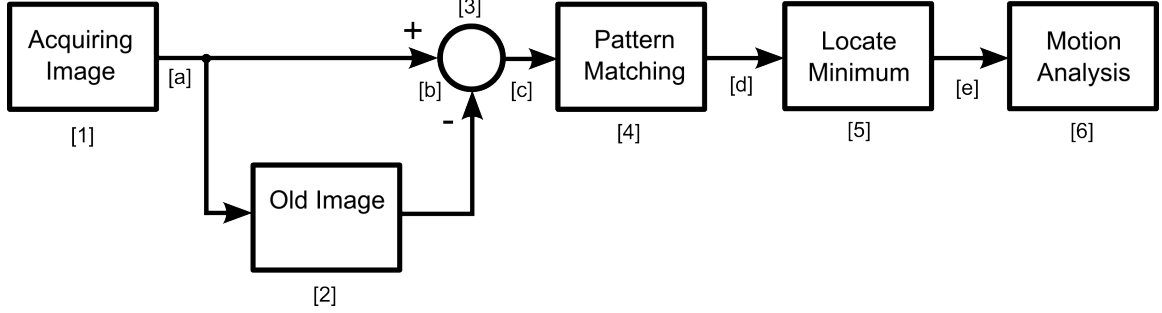 [3]
Acquiring
Image
[a]
[1]
+
[b]
-
[c]
Pattern
Matching
[4]
[d]
Locate
Minimum
[5]
[e]
Motion
Analysis
[6]
Old Image
[2]